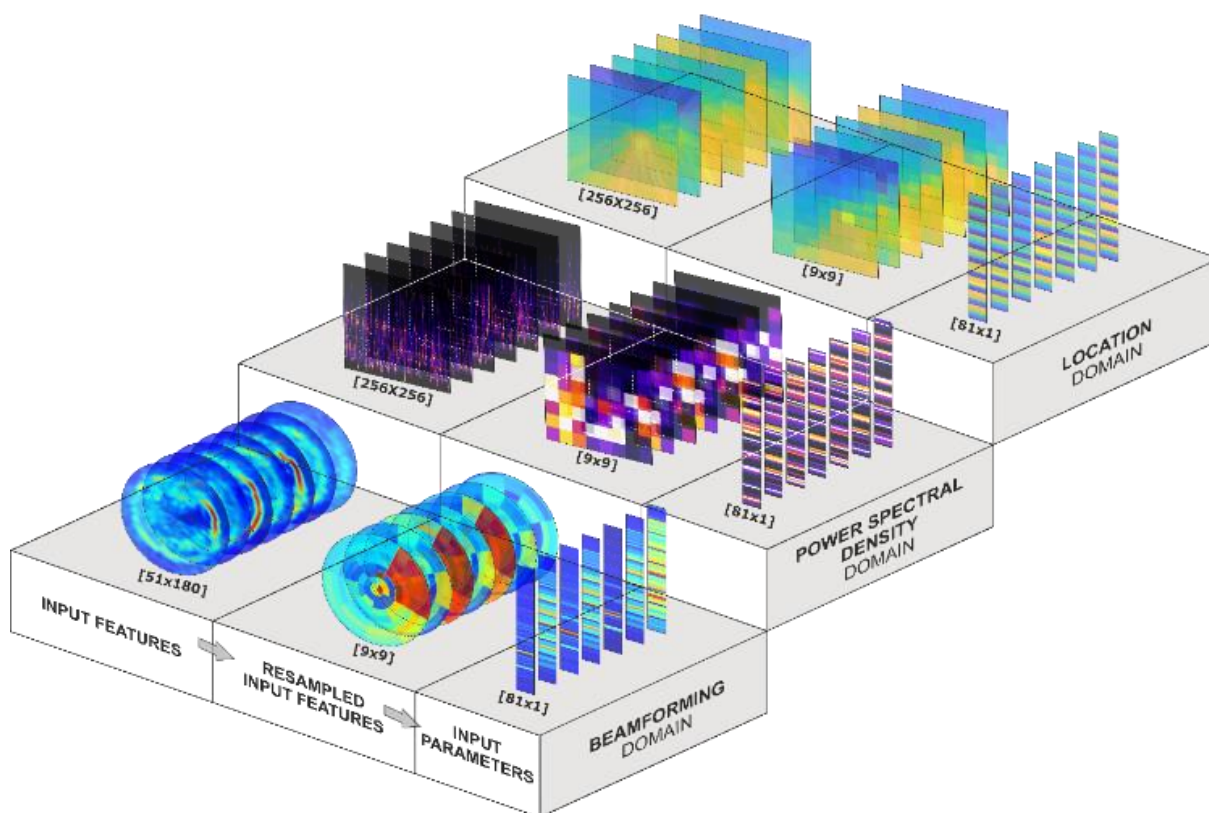 [256X256]
[9x9]
[81x1]
LOCATION
DOMAIN
[256X256]
[9x9]
[81x1]
POWER SPECTRAL
DENSITY
DOMAIN
[51x180]
[9x9]
[81x1]
INPUT FEATURES
RESAMPLED
INPUT FEATURES
INPUT
PARAMETERS
BEAMFORMING
DOMAIN